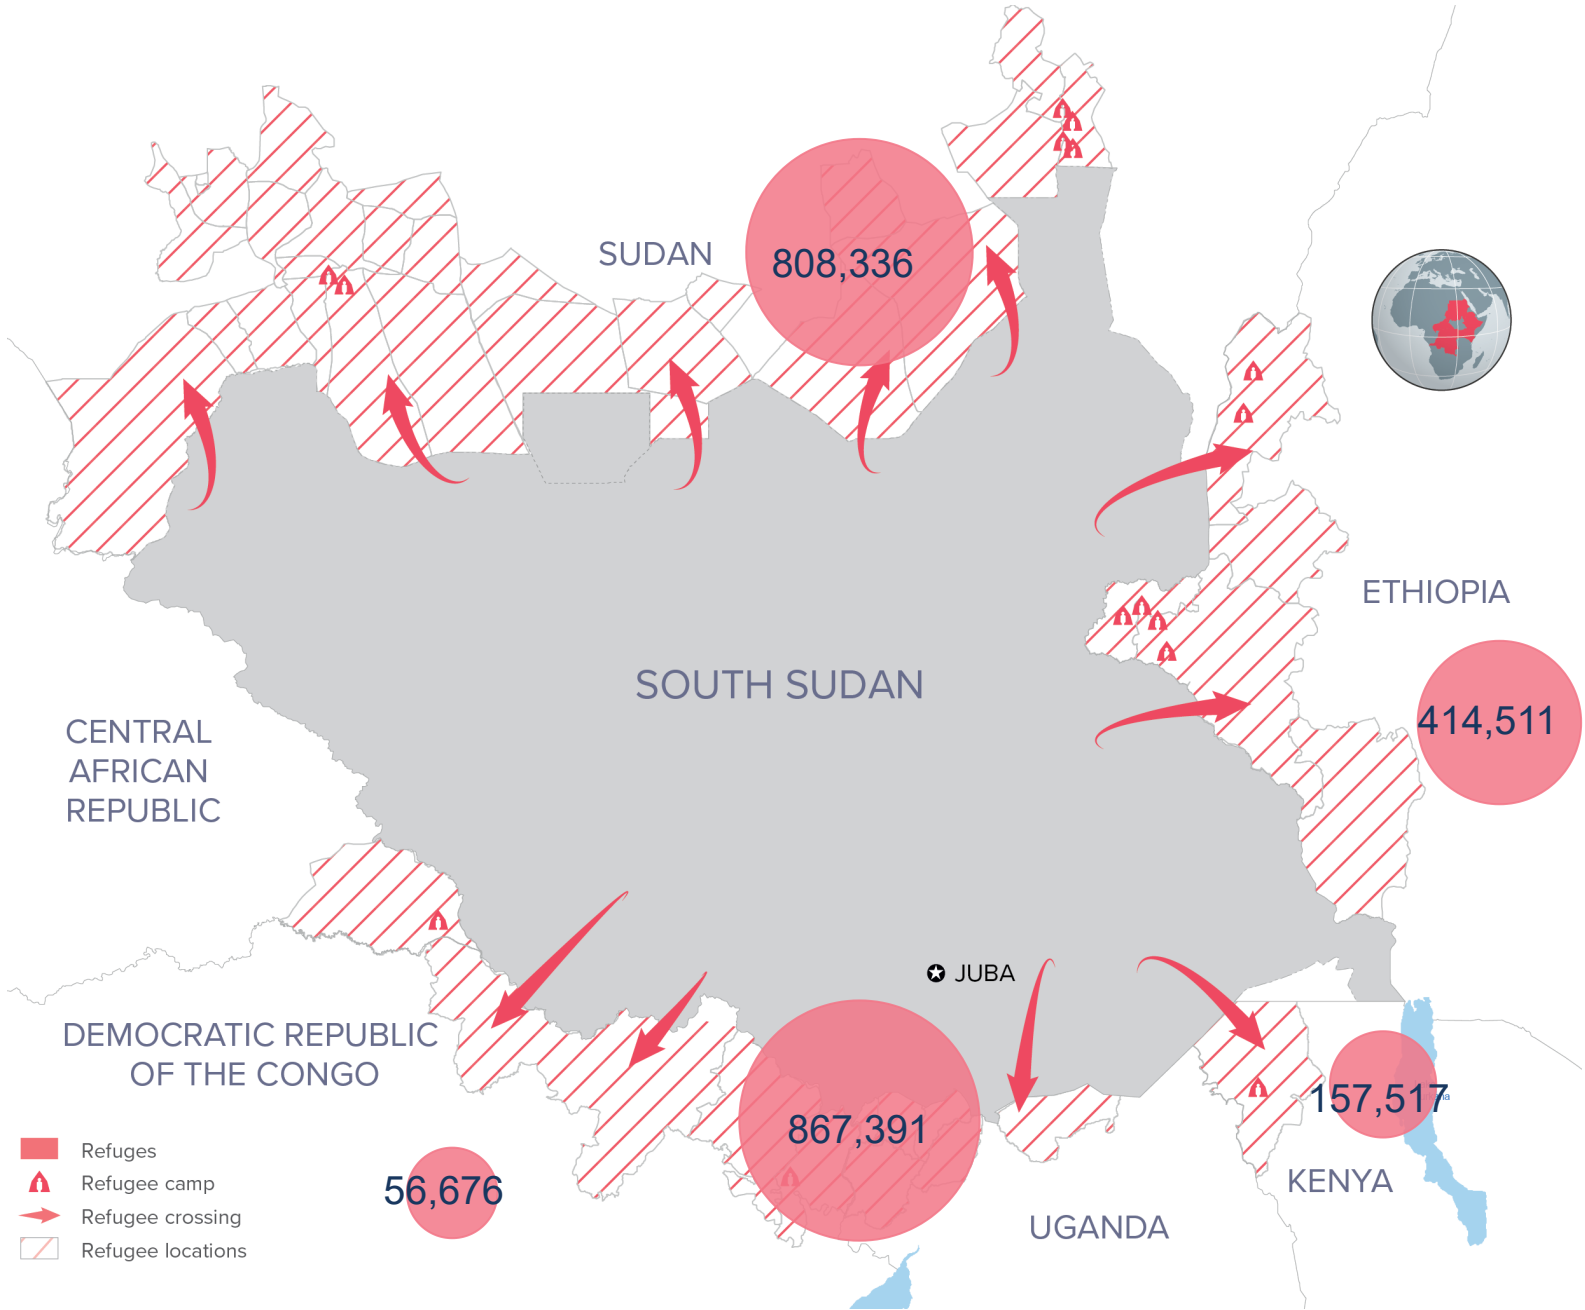 SUDAN
808,336
ETHIOPIA
414,511
SOUTH SUDAN
CENTRAL
AFRICAN
REPUBLIC
JUBA
DEMOCRATIC REPUBLIC
OF THE CONGO
56,676
867,391
157,517
KENYA
UGANDA
Refuges
Refugee camp
Refugee crossing
Refugee locations